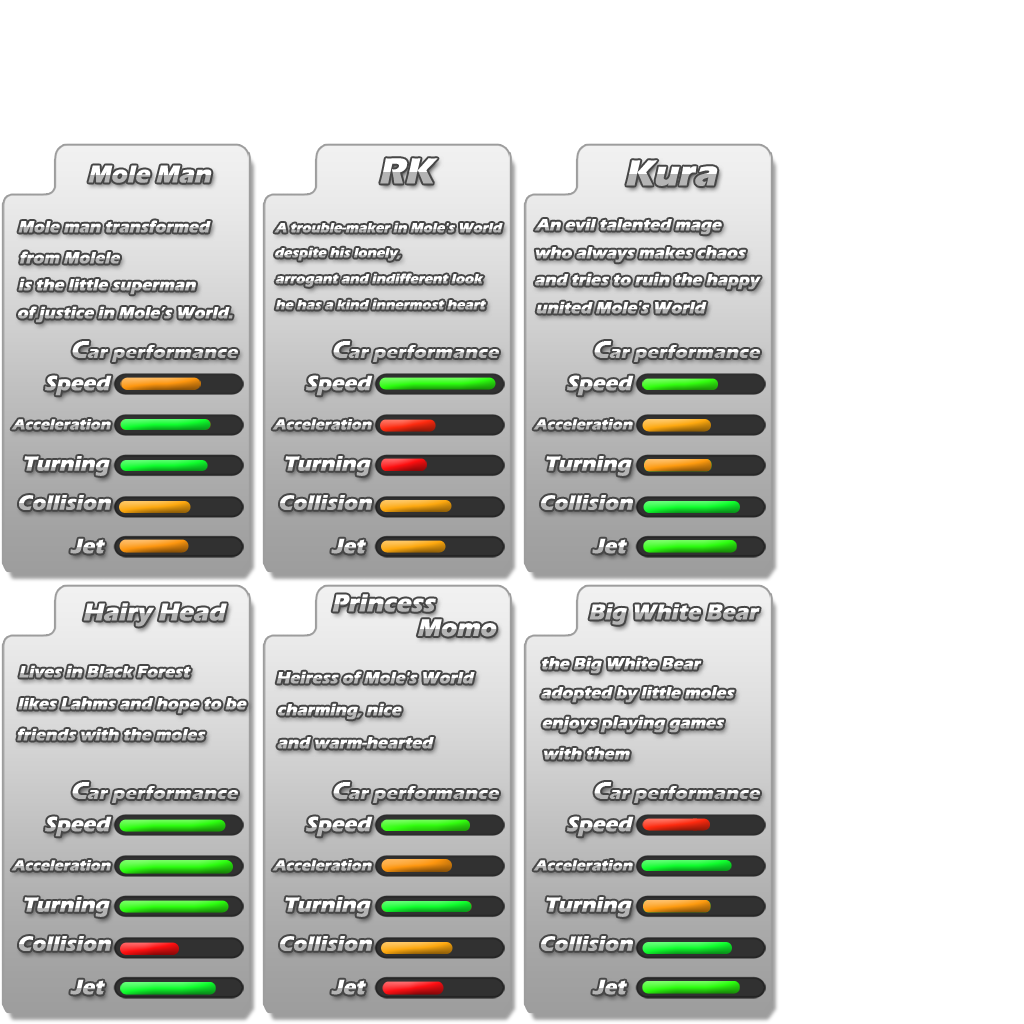 Mole Man
Mole man transformed
from Molele
is the little superman
of justice in Mole's World.
Car performance
Speed
Acceleration
Turning
Collision
Jet
RK
A trouble-maker in Mole's World
despite his lonely,
arrogant and indifferent look
he has a kind innermost heart
Car performance
Speed
Acceleration
Turning
Collision
Jet
Kura
An evil talented mage
who always makes chaos
and tries to ruin the happy
united Mole's World
Car performance
Speed
Acceleration
Turning
Collision
Jet
Hairy Head
Lives in Black Forest
likes Lahms and hope to be
friends with the moles
Car performance
Speed
Acceleration
Turning
Collision
Jet
Princess
Momo
Heiress of Mole's World
charming, nice
and warm-hearted
Car performance
Speed
Acceleration
Turning
Collision
Jet
Big White Bear
the Big White Bear
adopted by little moles
enjoys playing games
with them
Car performance
Speed
Acceleration
Turning
Collision
Jet